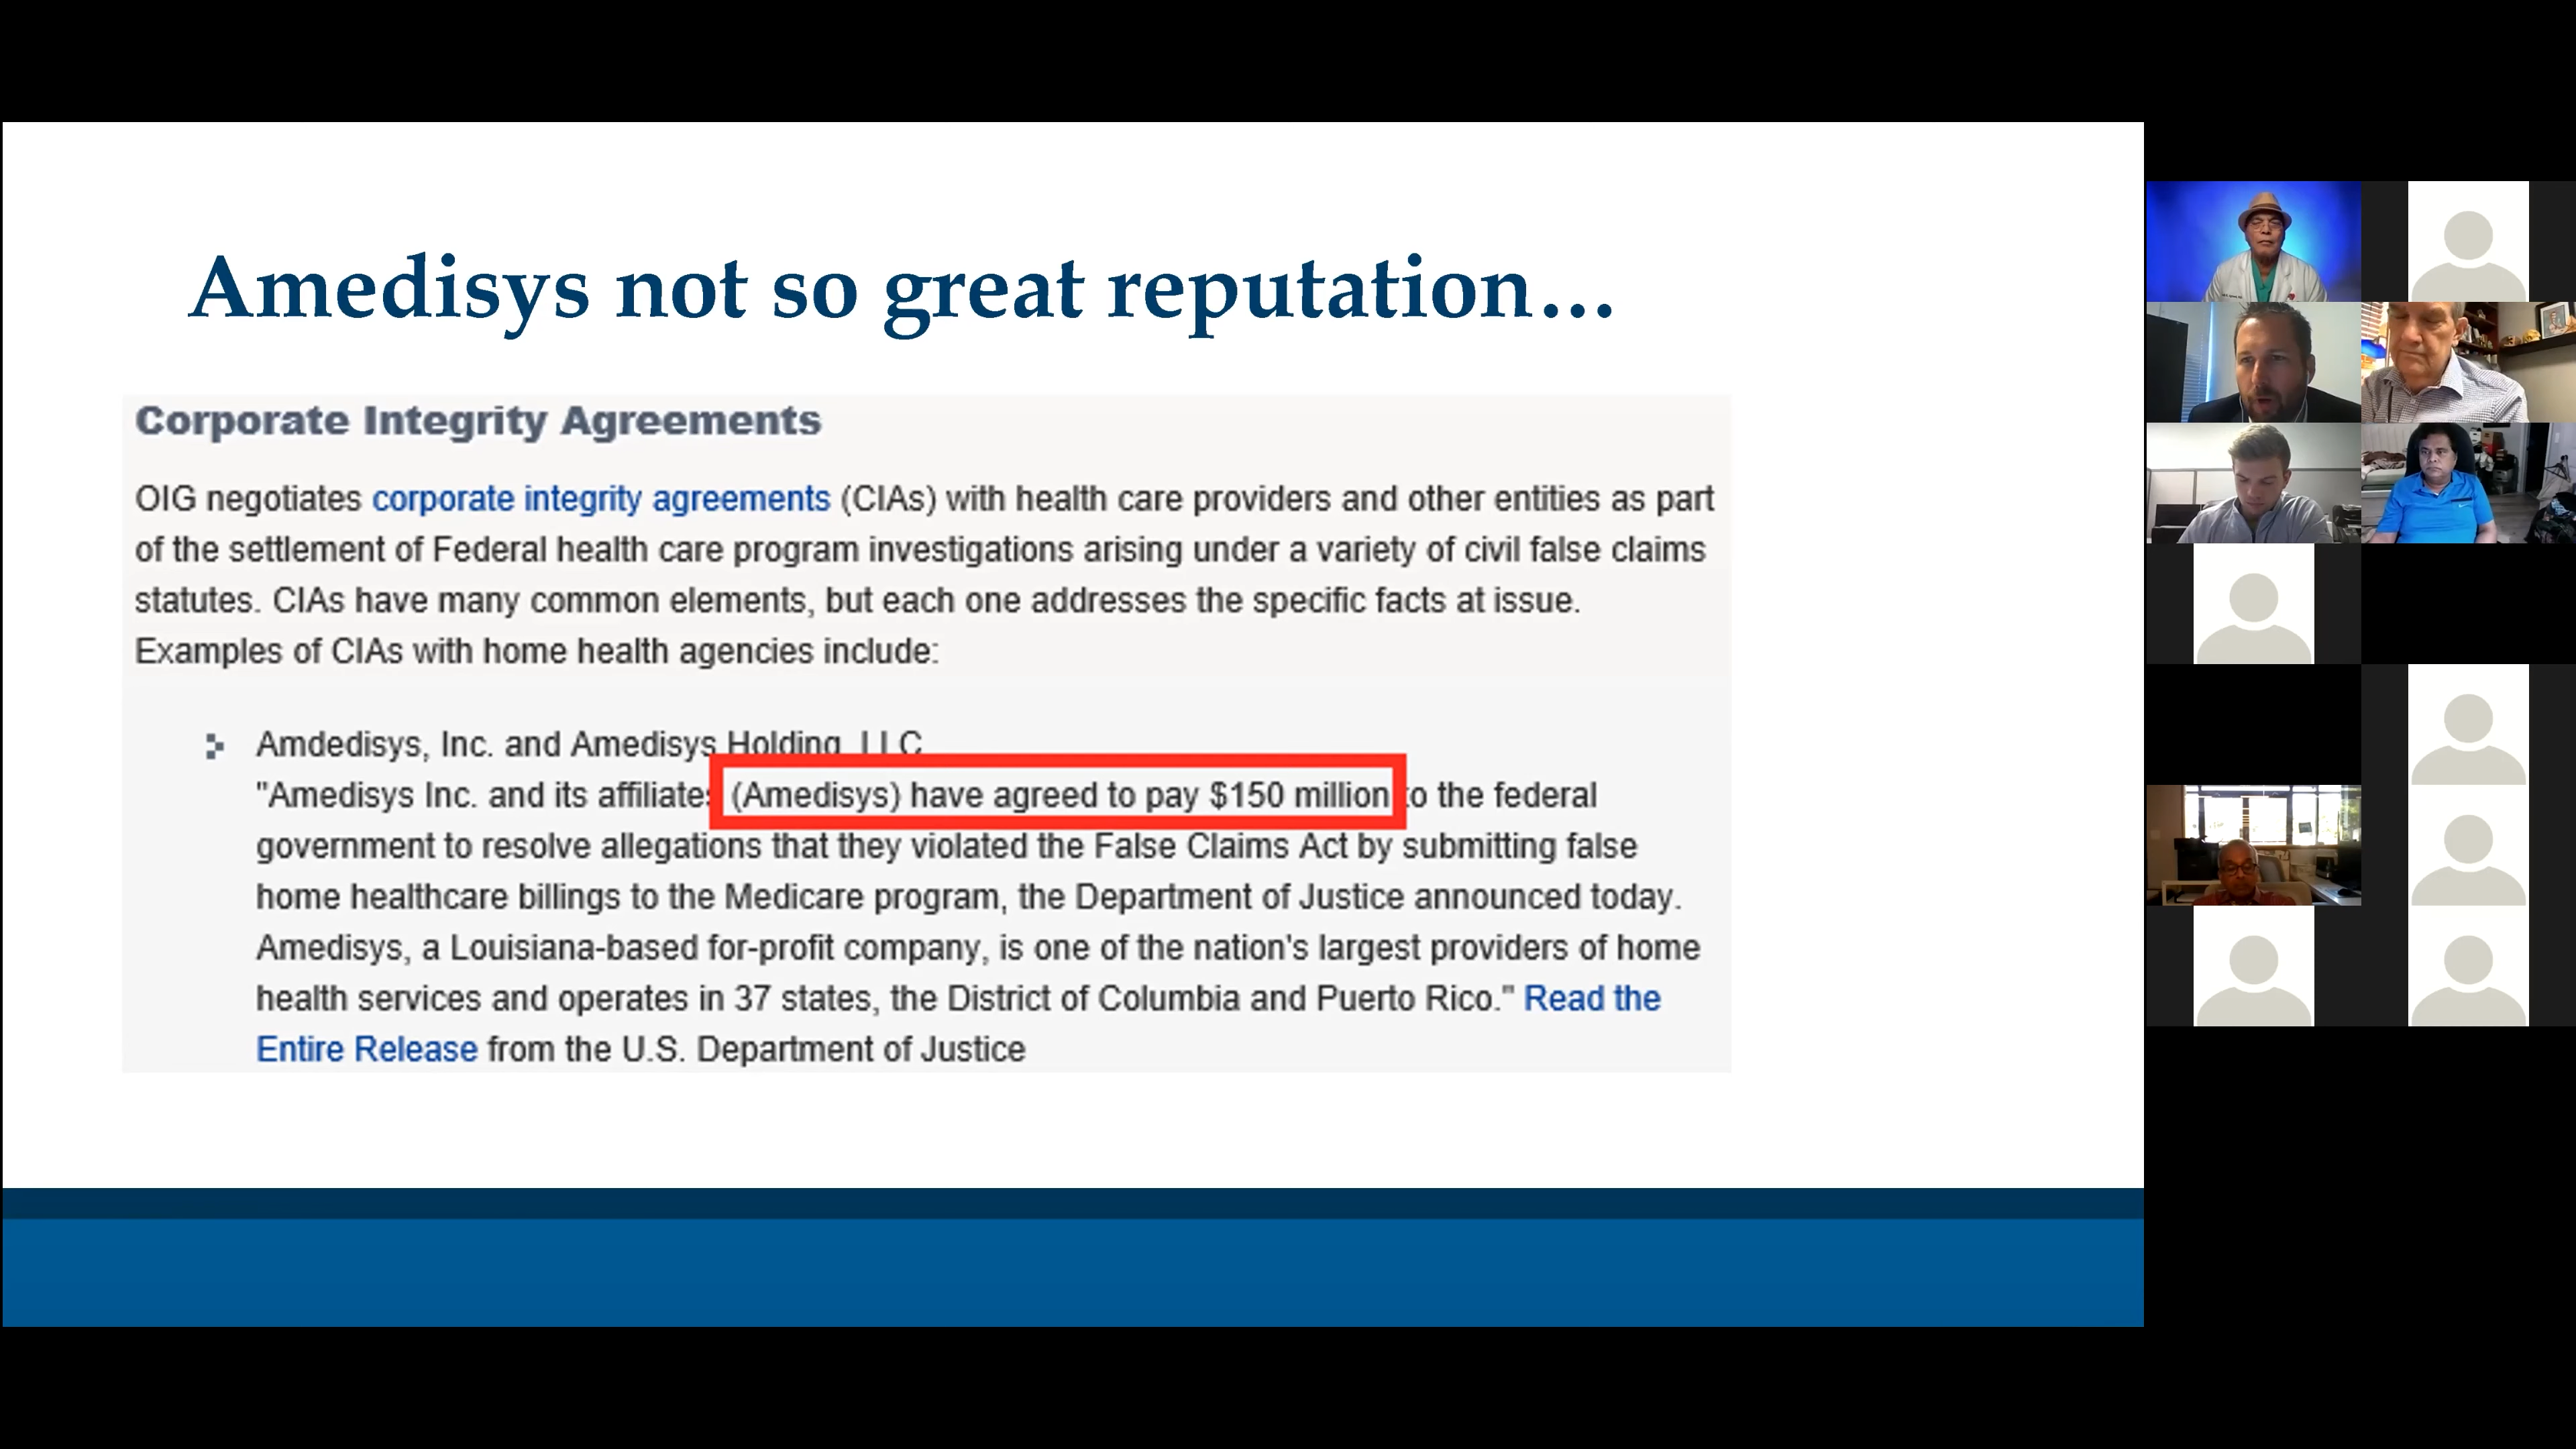 Amedisys not so great reputation...
Corporate Integrity Agreements
OIG negotiates corporate integrity agreements (CIAs) with health care providers and other entities as part
of the settlement of Federal health care program investigations arising under a variety of civil false claims
statutes. CIAs have many common elements, but each one addresses the specific facts at issue.
Examples of CIAs with home health agencies include:
Amdedisys, Inc. and Amedisys Holding, LLC
"Amedisys Inc. and its affiliates (Amedisys) have agreed to pay $150 million to the federal
government to resolve allegations that they violated the False Claims Act by submitting false
home healthcare billings to the Medicare program, the Department of Justice announced today.
Amedisys, a Louisiana-based for-profit company, is one of the nation's largest providers of home
health services and operates in 37 states, the District of Columbia and Puerto Rico." Read the
Entire Release from the U.S. Department of Justice